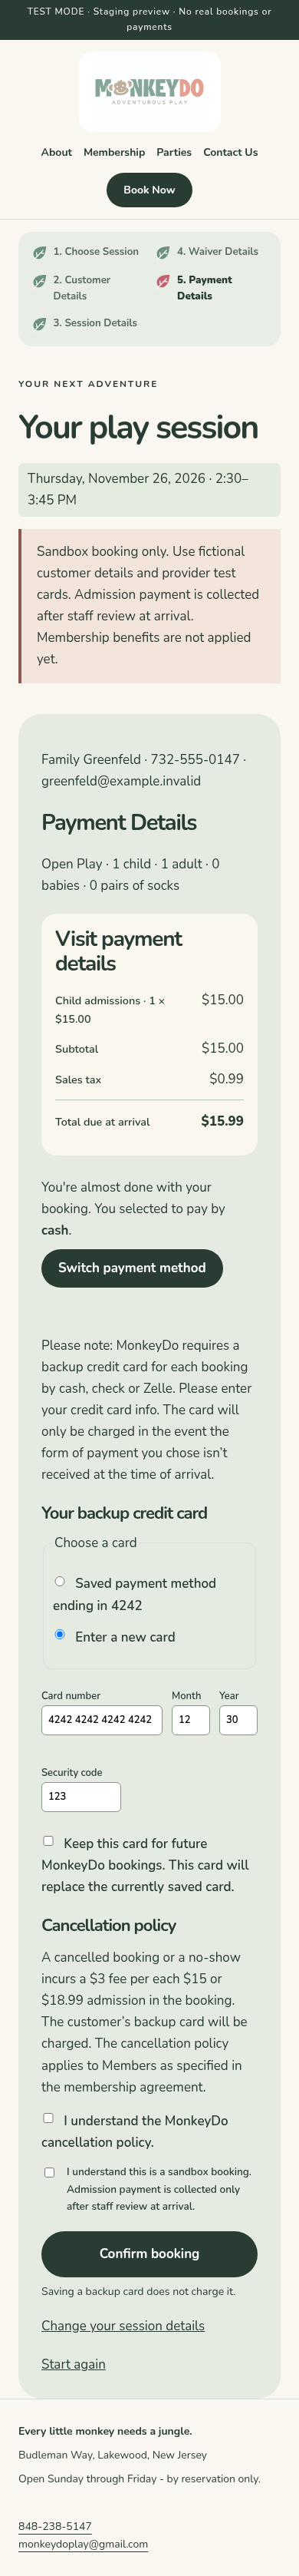 TEST MODE · Staging preview · No real bookings or
payments
MONKEYDO
ADVENTUROUS PLAY
About Membership Parties Contact Us
Book Now
1. Choose Session
2. Customer
Details
3. Session Details
4. Waiver Details
5. Payment
Details
YOUR NEXT ADVENTURE
Your play session
Thursday, November 26, 2026 · 2:30–
3:45 PM
Sandbox booking only. Use fictional
customer details and provider test
cards. Admission payment is collected
after staff review at arrival.
Membership benefits are not applied
yet.
Family Greenfeld · 732-555-0147 ·
greenfeld@example.invalid
Payment Details
Open Play · 1 child · 1 adult · 0
babies · 0 pairs of socks
Visit payment
details
Child admissions · 1 ×
$15.00
$15.00
Subtotal $15.00
Sales tax $0.99
Total due at arrival $15.99
You're almost done with your
booking. You selected to pay by
cash.
Switch payment method
Please note: MonkeyDo requires a
backup credit card for each booking
by cash, check or Zelle. Please enter
your credit card info. The card will
only be charged in the event the
form of payment you chose isn’t
received at the time of arrival.
Your backup credit card
Choose a card
Saved payment method
ending in 4242
Enter a new card
Card number Month Year
4242 4242 4242 4242 12 30
Security code
123
Keep this card for future
MonkeyDo bookings. This card will
replace the currently saved card.
Cancellation policy
A cancelled booking or a no-show
incurs a $3 fee per each $15 or
$18.99 admission in the booking.
The customer’s backup card will be
charged. The cancellation policy
applies to Members as specified in
the membership agreement.
I understand the MonkeyDo
cancellation policy.
I understand this is a sandbox booking.
Admission payment is collected only
after staff review at arrival.
Confirm booking
Saving a backup card does not charge it.
Change your session details
Start again
Every little monkey needs a jungle.
Budleman Way, Lakewood, New Jersey
Open Sunday through Friday - by reservation only.
848-238-5147
monkeydoplay@gmail.com